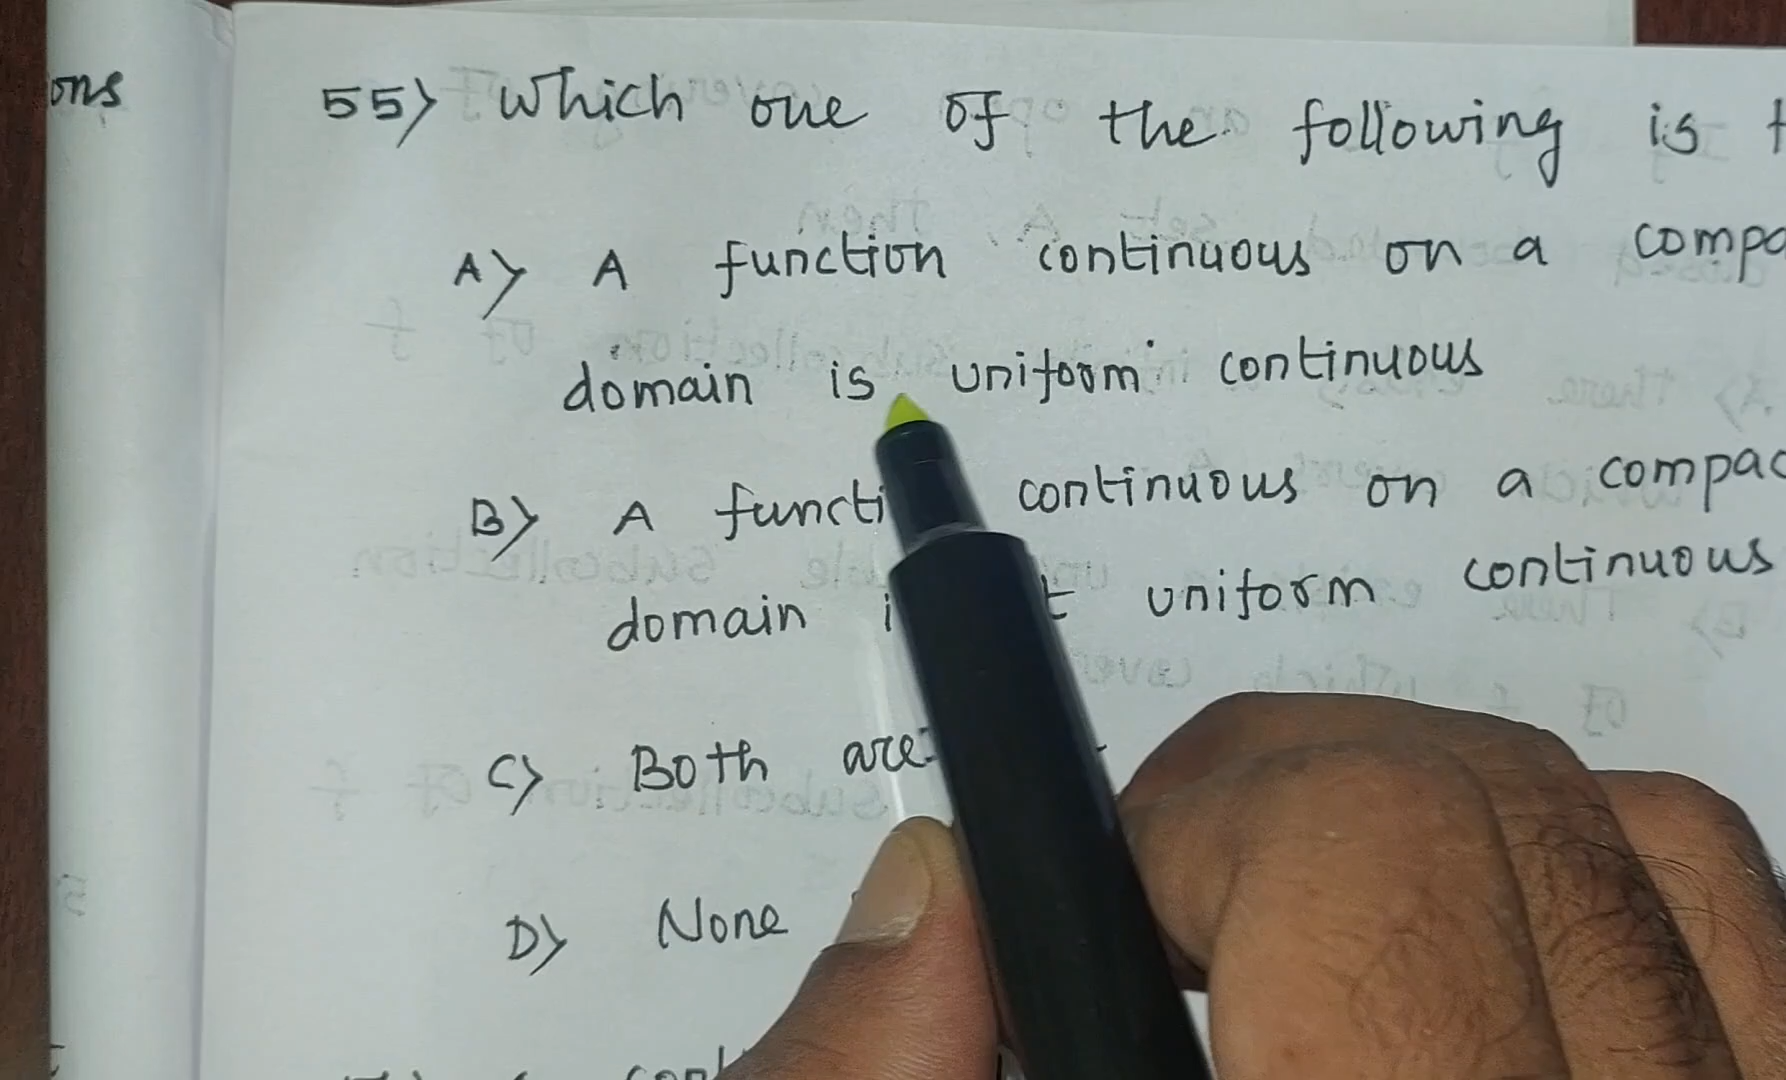 ons
55) Which one of the following is
A) A function continuous on a compa
domain is uniform continuous
B) A functi continuous on a compac
domain i t uniform continuous
C) Both are
D) None